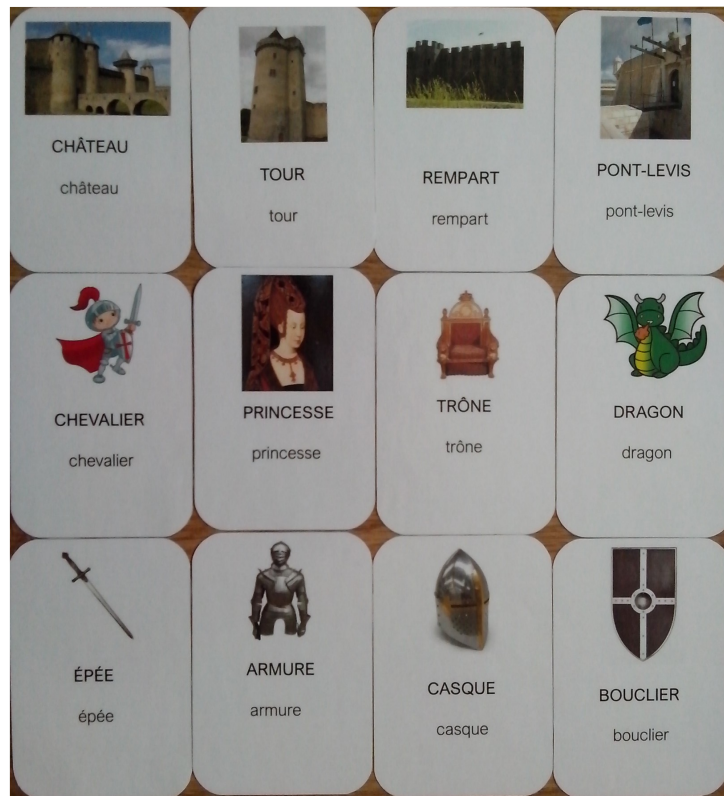 CHÂTEAU
château
TOUR
tour
REMPART
rempart
PONT-LEVIS
pont-levis
CHEVALIER
chevalier
PRINCESSE
princesse
TRÔNE
trône
DRAGON
dragon
ÉPÉE
épée
ARMURE
armure
CASQUE
casque
BOUCLIER
bouclier